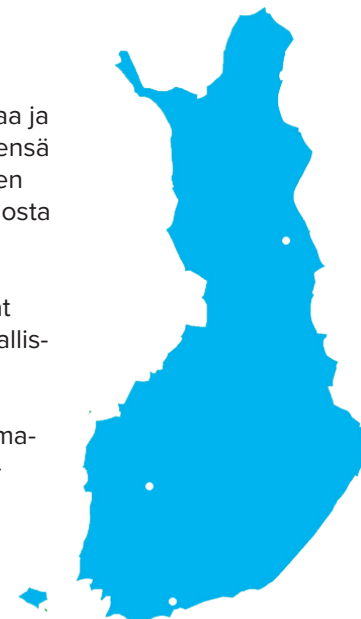 aa ja
ensä
en
osta
t
allis-
ma-